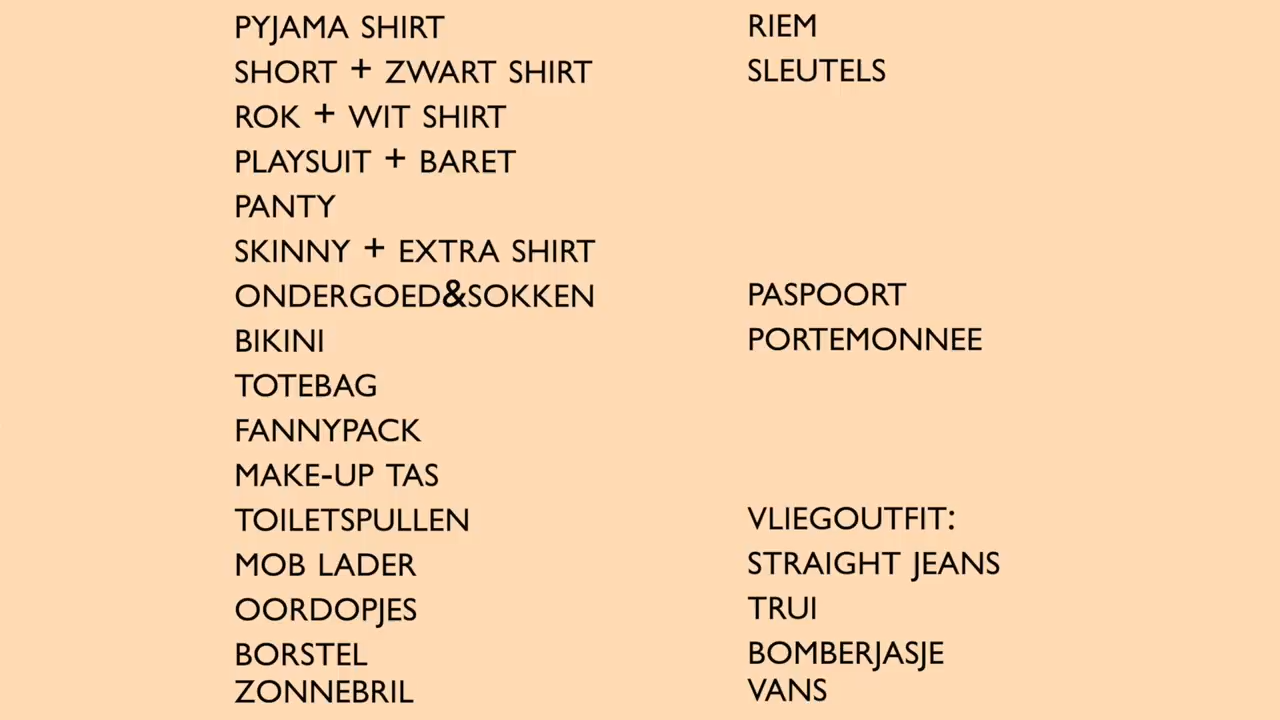 PYJAMA SHIRT
SHORT + ZWART SHIRT
ROK + WIT SHIRT
PLAYSUIT + BARET
PANTY
SKINNY + EXTRA SHIRT
ONDERGOED&SOKKEN
BIKINI
TOTEBAG
FANNYPACK
MAKE-UP TAS
TOILETSPULLEN
MOB LADER
OORDOPJES
BORSTEL
ZONNEBRIL
RIEM
SLEUTELS
PASPOORT
PORTEMONNEE
VLIEGOUTFIT:
STRAIGHT JEANS
TRUI
BOMBERJASJE
VANS